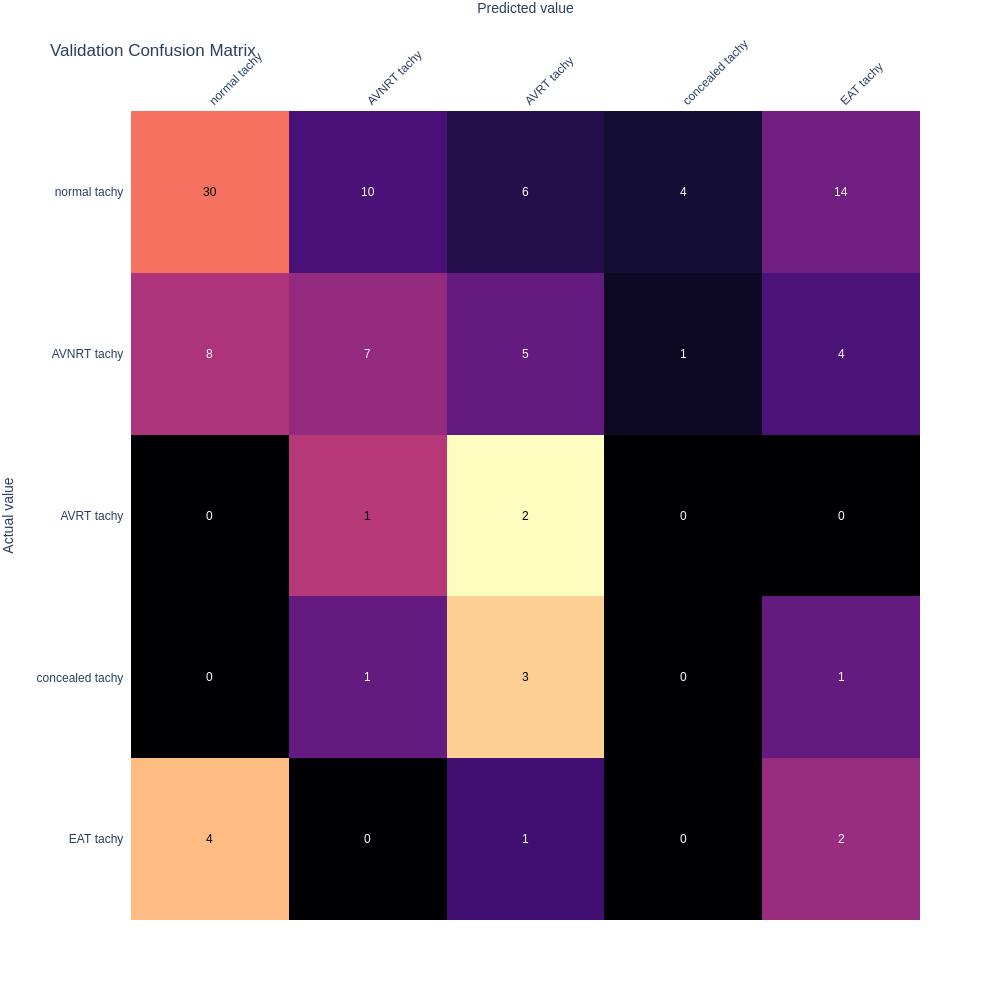 Predicted value
Validation Confusion Matrix
normal tachy
AVNRT tachy
AVRT tachy
concealed tachy
EAT tachy
Actual value
normal tachy 30 10 6 4 14
AVNRT tachy 8 7 5 1 4
AVRT tachy 0 1 2 0 0
concealed tachy 0 1 3 0 1
EAT tachy 4 0 1 0 2